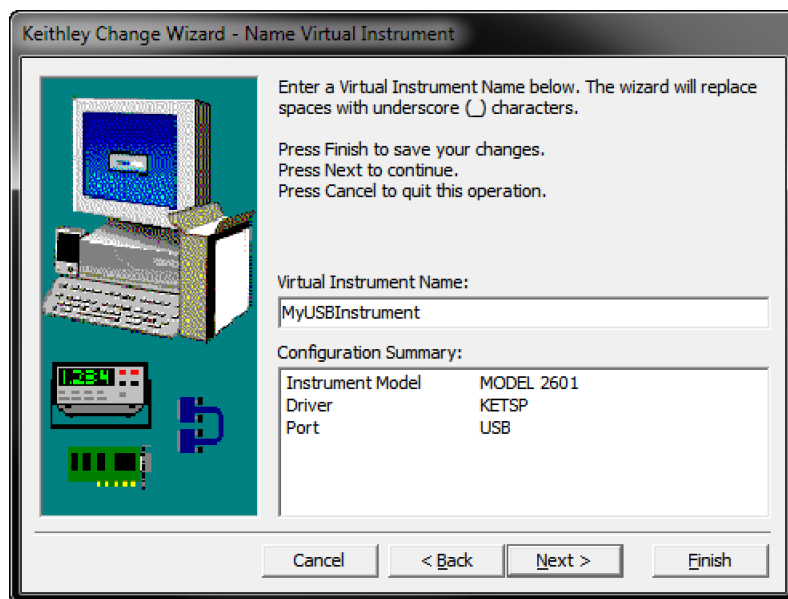 Keithley Change Wizard - Name Virtual Instrument
Enter a Virtual Instrument Name below. The wizard will replace
spaces with underscore (_) characters.
Press Finish to save your changes.
Press Next to continue.
Press Cancel to quit this operation.
Virtual Instrument Name:
MyUSBInstrument
Configuration Summary:
Instrument Model MODEL 2601
Driver KETSP
Port USB
1.234
Cancel < Back Next > Finish